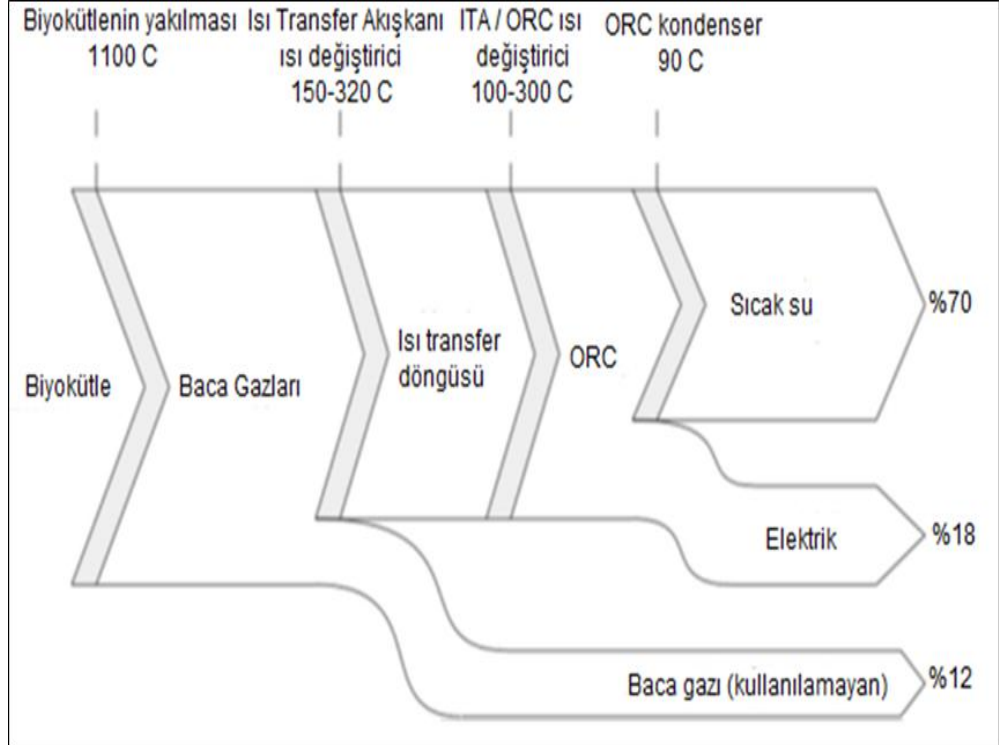 Biyokütlenin yakılması
1100 C
Isı Transfer Akışkanı
ısı değiştirici
150-320 C
ITA / ORC ısı
değiştirici
100-300 C
ORC kondenser
90 C
Biyokütle
Baca Gazları
Isı transfer
döngüsü
ORC
Sıcak su
%70
Elektrik
%18
Baca gazı (kullanılamayan)
%12